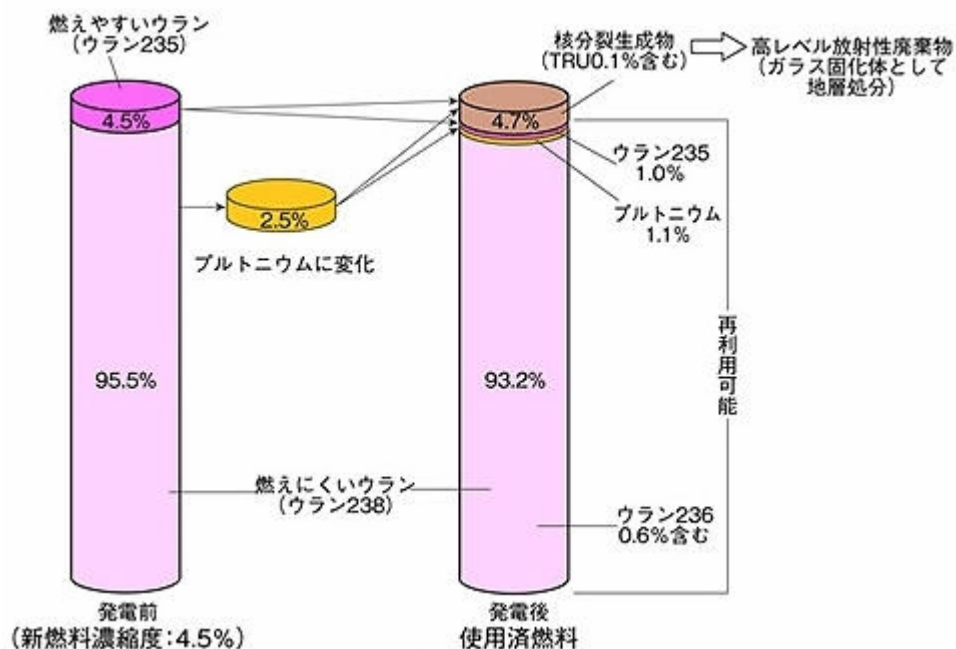 燃えやすいウラン
(ウラン235)
核分裂生成物
(TRU0.1%含む)
高レベル放射性廃棄物
(ガラス固化体として
地層処分)
4.5%
4.7%
ウラン235
1.0%
プルトニウム
1.1%
2.5%
プルトニウムに変化
95.5%
93.2%
再利用可能
燃えにくいウラン
(ウラン238)
ウラン236
0.6%含む
発電前
(新燃料濃縮度:4.5%)
発電後
使用済燃料